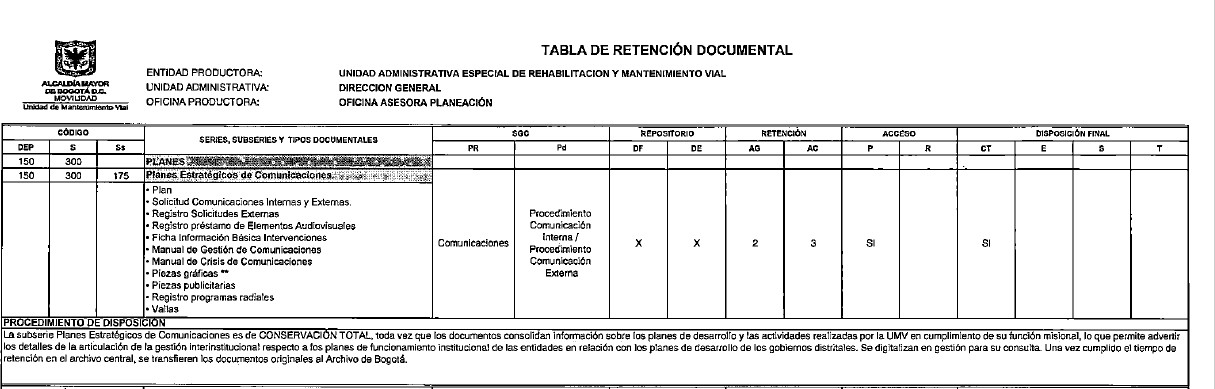 TABLA DE RETENCIÓN DOCUMENTAL
ALCALDÍA MAYOR
DE BOGOTÁ D.C.
MOVILIDAD
Unidad de Mantenimiento Vial
ENTIDAD PRODUCTORA: UNIDAD ADMINISTRATIVA ESPECIAL DE REHABILITACION Y MANTENIMIENTO VIAL
UNIDAD ADMINISTRATIVA: DIRECCION GENERAL
OFICINA PRODUCTORA: OFICINA ASESORA PLANEACIÓN
CÓDIGO SERIES, SUBSERIES Y TIPOS DOCUMENTALES SGC REPOSITORIO RETENCIÓN ACCESO DISPOSICIÓN FINAL
DEP S Ss PR Pd DF DE AG AC P R CT E S T
150 300 PLANES
150 300 175 Planes Estratégicos de Comunicaciones
• Plan
• Solicitud Comunicaciones Internas y Externas.
• Registro Solicitudes Externas
• Registro préstamo de Elementos Audiovisuales
• Ficha Información Básica Intervenciones
• Manual de Gestión de Comunicaciones
• Manual de Crisis de Comunicaciones
• Piezas gráficas **
• Piezas publicitarias
• Registro programas radiales
• Vallas
Comunicaciones
Procedimiento
Comunicación
Interna /
Procedimiento
Comunicación
Externa
X X 2 3 SI SI
PROCEDIMIENTO DE DISPOSICIÓN
La subserie Planes Estratégicos de Comunicaciones es de CONSERVACIÓN TOTAL, toda vez que los documentos consolidan información sobre los planes de desarrollo y las actividades realizadas por la UMV en cumplimiento de su función misional, lo que permite advertir
los detalles de la articulación de la gestión interinstitucional respecto a los planes de funcionamiento institucional de las entidades en relación con los planes de desarrollo de los gobiernos distritales. Se digitalizan en gestión para su consulta. Una vez cumplido el tiempo de
retención en el archivo central, se transfieren los documentos originales al Archivo de Bogotá.